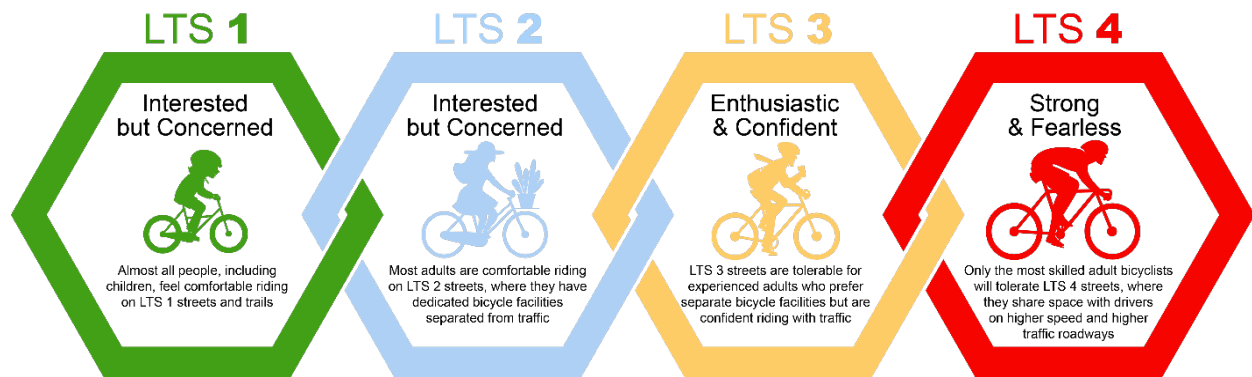 LTS 1
Interested
but Concerned
Almost all people, including
children, feel comfortable riding
on LTS 1 streets and trails
LTS 2
Interested
but Concerned
Most adults are comfortable riding
on LTS 2 streets, where they have
dedicated bicycle facilities
separated from traffic
LTS 3
Enthusiastic
& Confident
LTS 3 streets are tolerable for
experienced adults who prefer
separate bicycle facilities but are
confident riding with traffic
LTS 4
Strong
& Fearless
Only the most skilled adult bicyclists
will tolerate LTS 4 streets, where
they share space with drivers
on higher speed and higher
traffic roadways